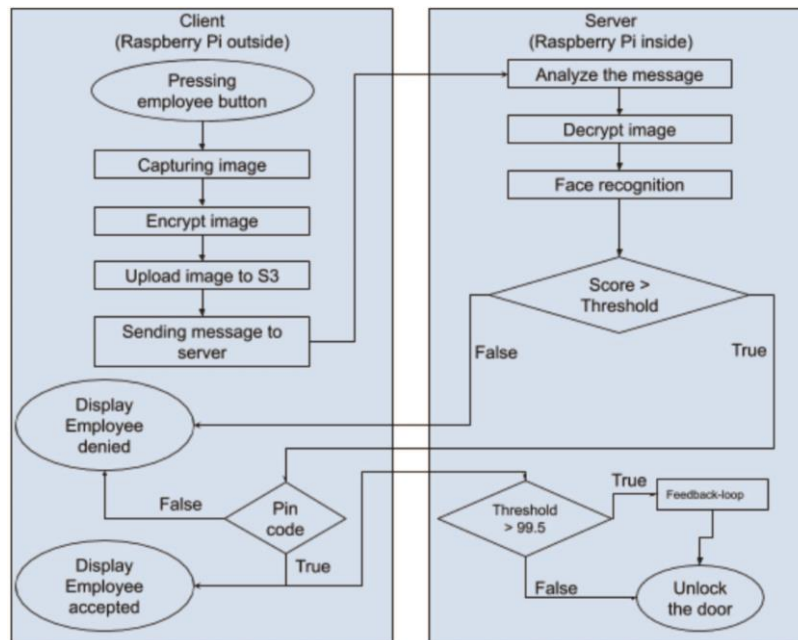 Client
(Raspberry Pi outside)
Pressing
employee button
Capturing image
Encrypt image
Upload image to S3
Sending message to
server
Display
Employee
denied
False
Pin
code
True
Display
Employee
accepted
Server
(Raspberry Pi inside)
Analyze the message
Decrypt image
Face recognition
Score >
Threshold
False
True
Threshold
> 99.5
True
Feedback-loop
False
Unlock
the door